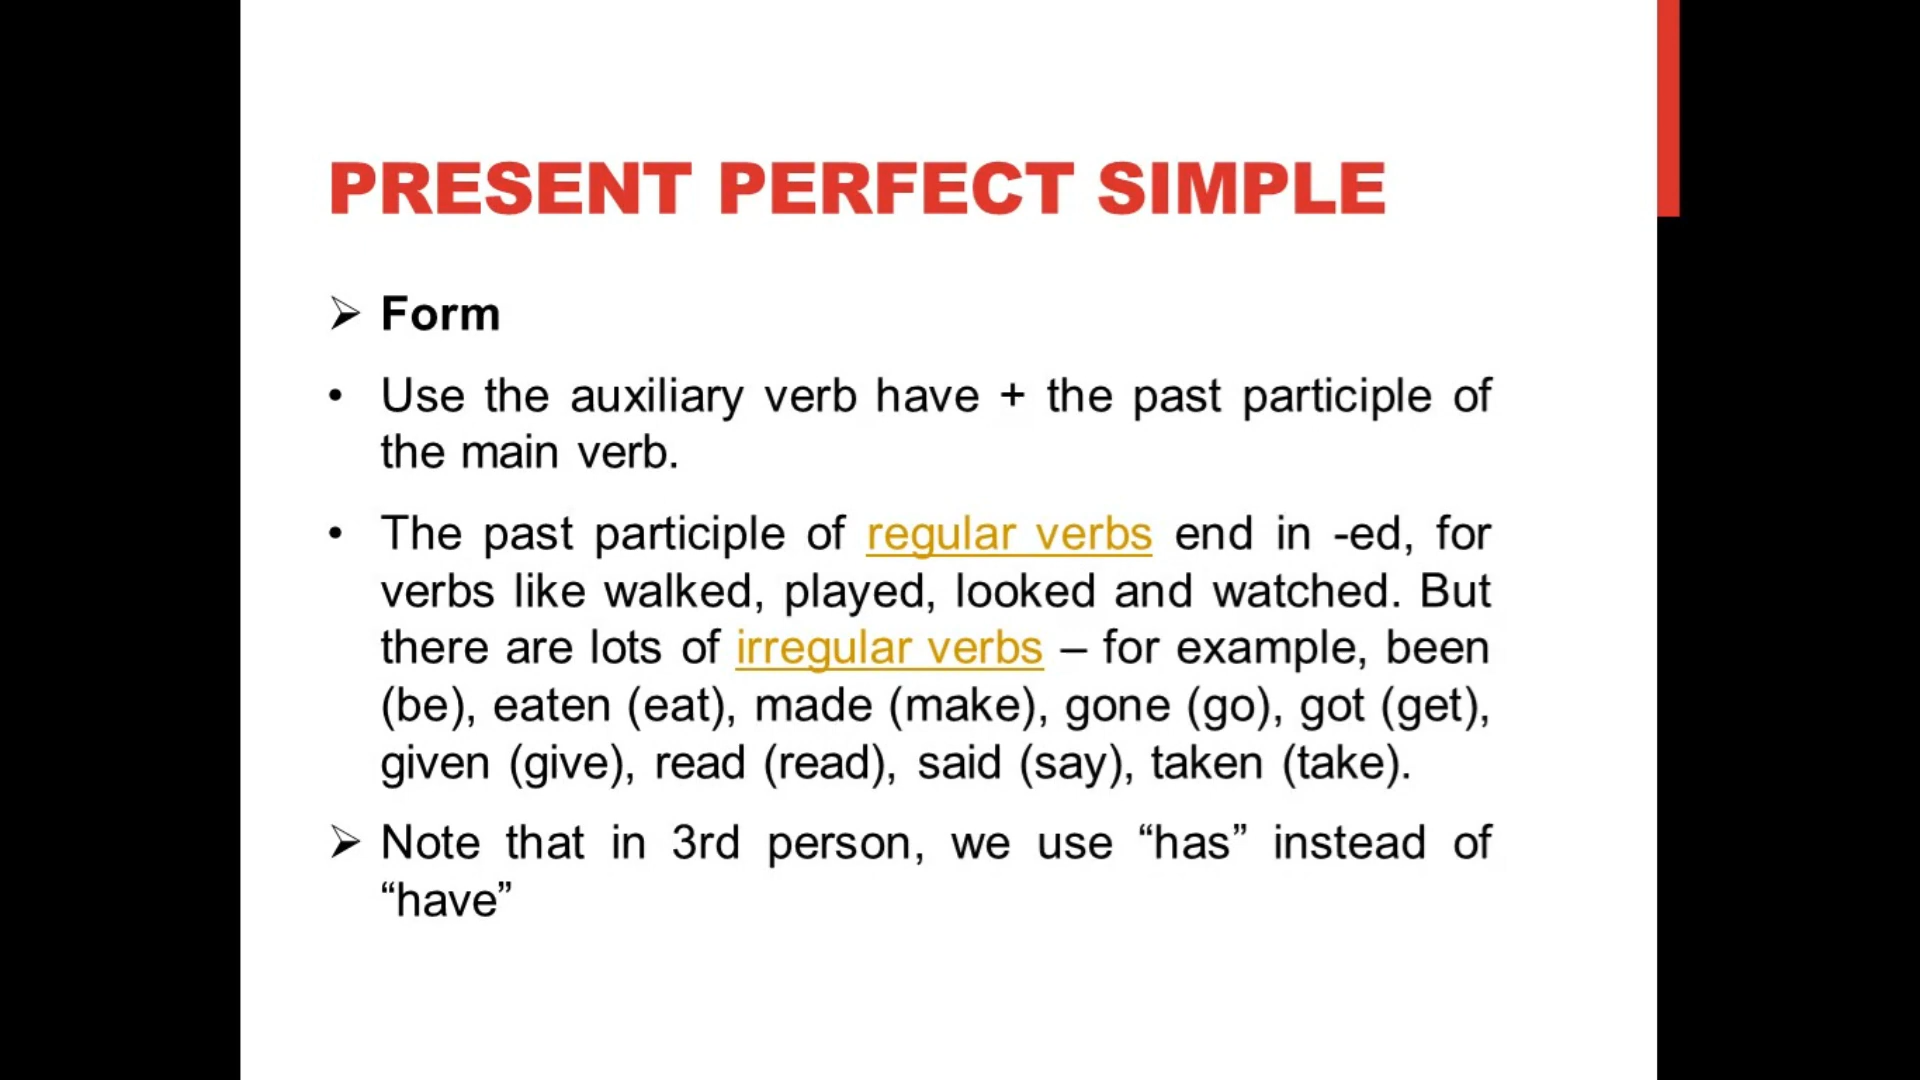 PRESENT PERFECT SIMPLE
➢ Form
• Use the auxiliary verb have + the past participle of
the main verb.
• The past participle of regular verbs end in -ed, for
verbs like walked, played, looked and watched. But
there are lots of irregular verbs – for example, been
(be), eaten (eat), made (make), gone (go), got (get),
given (give), read (read), said (say), taken (take).
➢ Note that in 3rd person, we use “has” instead of
“have”